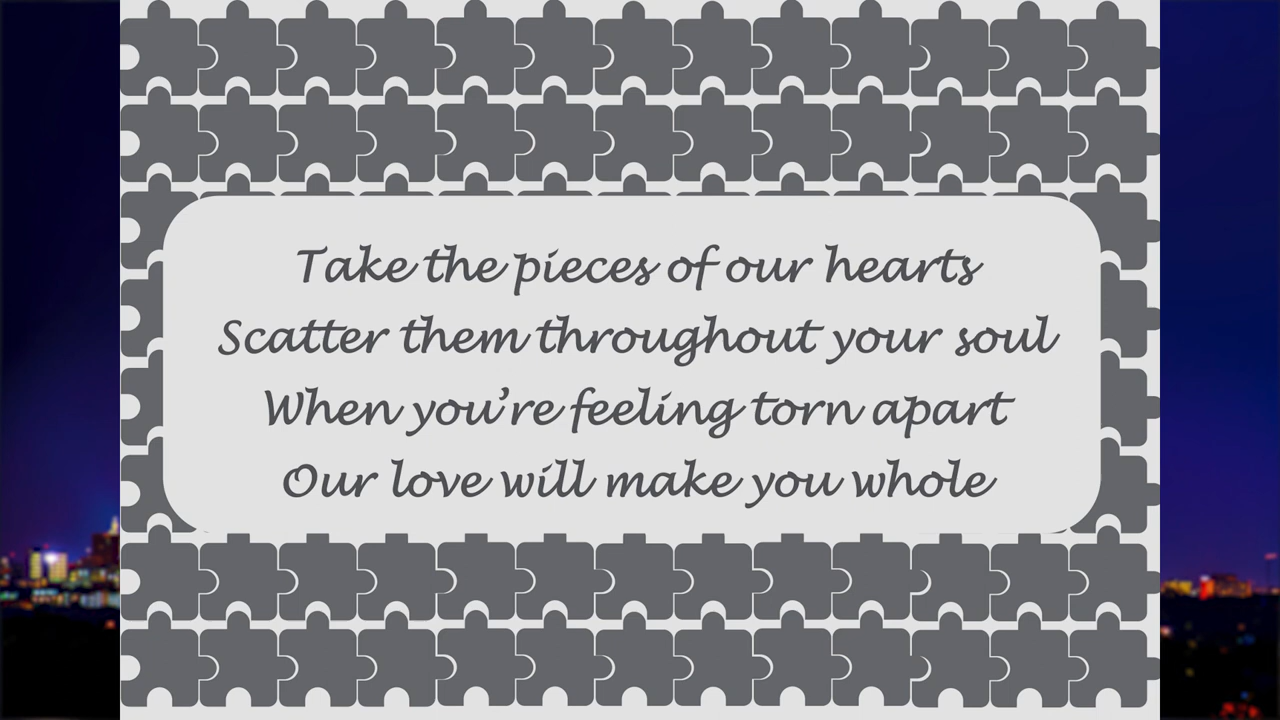 Take the pieces of our hearts
Scatter them throughout your soul
When you’re feeling torn apart
Our love will make you whole